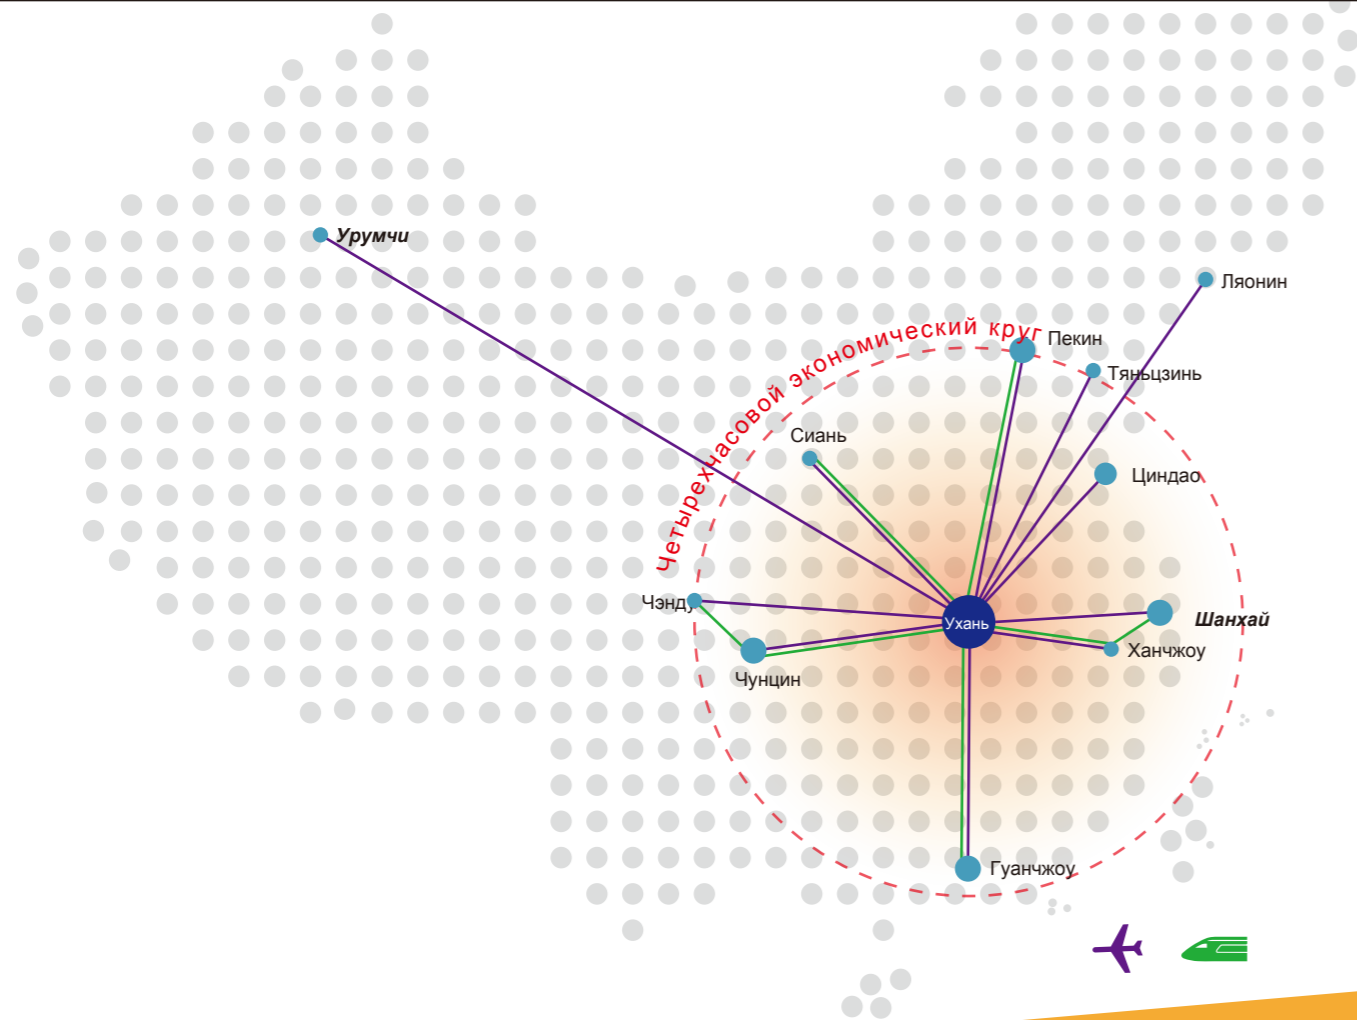 Урумчи
Ляонин
Четырехчасовой экономический круг
Пекин
Тяньцзинь
Сиань
Циндао
Чэнду
Ухань
Шанхай
Ханчжоу
Чунцин
Гуанчжоу